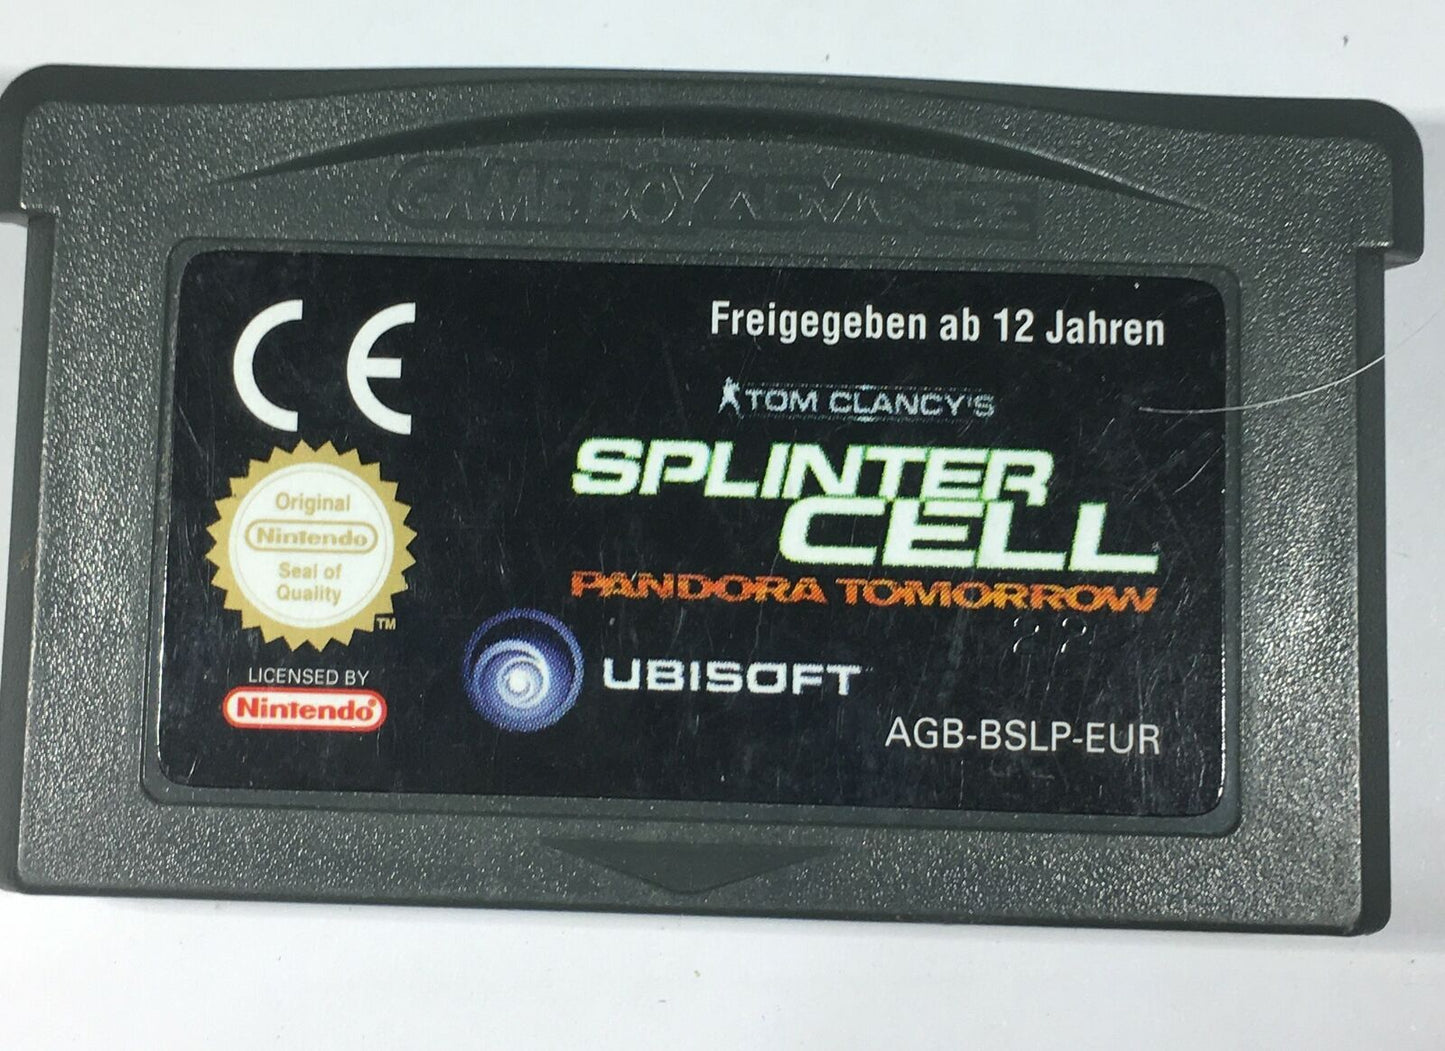 GAME BOY ADVANCE
CE
Freigegeben ab 12 Jahren
TOM CLANCY'S
SPLINTER
CELL
PANDORA TOMORROW
22
Original
Nintendo
Seal of
Quality
TM
LICENSED BY
Nintendo®
UBISOFT
AGB-BSLP-EUR